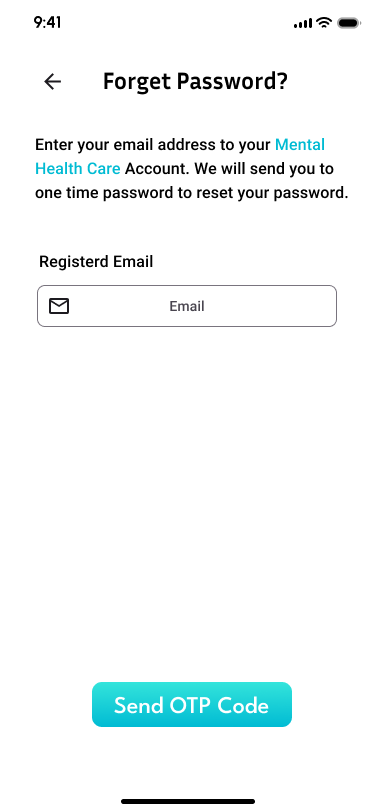 9:41
Forget Password?
Enter your email address to your Mental
Health Care Account. We will send you to
one time password to reset your password.
Registerd Email
Email
Send OTP Code